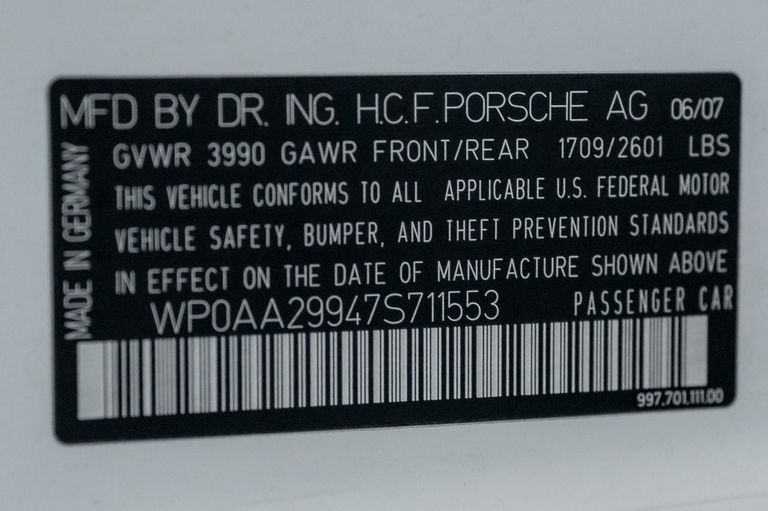 MFD BY DR. ING. H.C.F. PORSCHE AG 06/07
GVWR 3990 GAWR FRONT/REAR 1709/2601 LBS
THIS VEHICLE CONFORMS TO ALL APPLICABLE U.S. FEDERAL MOTOR
VEHICLE SAFETY, BUMPER, AND THEFT PREVENTION STANDARDS
IN EFFECT ON THE DATE OF MANUFACTURE SHOWN ABOVE
WP0AA29947S711553 PASSENGER CAR
MADE IN GERMANY
997.701.111.00